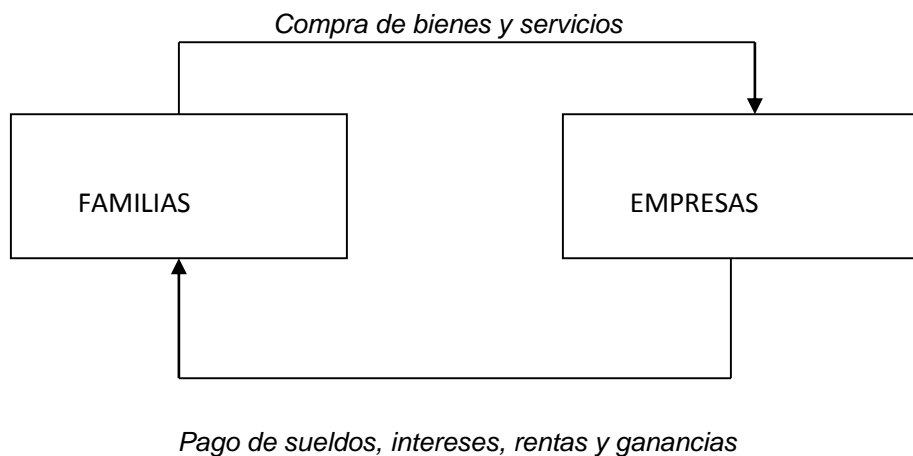 Compra de bienes y servicios
FAMILIAS
EMPRESAS
Pago de sueldos, intereses, rentas y ganancias